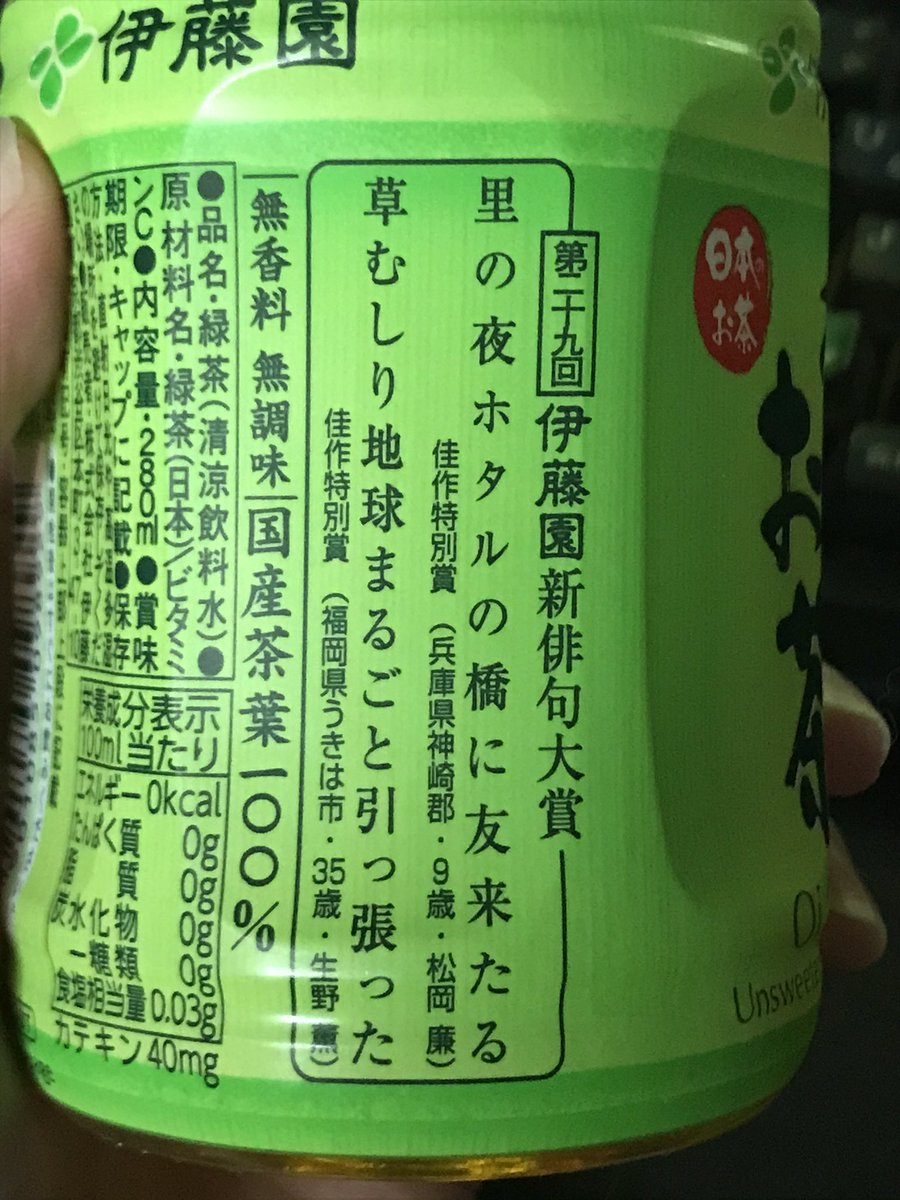 伊藤園
日本のお茶
お茶
Unsweet
第二十九回
伊藤園新俳句大賞
里の夜ホタルの橋に友来たる
佳作特別賞 (兵庫県神崎郡・9歳・松岡 廉)
草むしり地球まるごと引っ張った
佳作特別賞 (福岡県うきは市・35歳・生野 薫)
無香料 無調味 国産茶葉一〇〇%
●品名・緑茶(清涼飲料水)●
原材料名・緑茶(日本)/ビタミ
ンC●内容量・280ml●賞味
期限・キャップに記載●保存
栄養成分表示
100ml当たり
エネルギー 0kcal
たんぱく質 0g
脂質 0g
炭水化物 0g
ー糖類 0g
食塩相当量 0.03g
カテキン 40mg